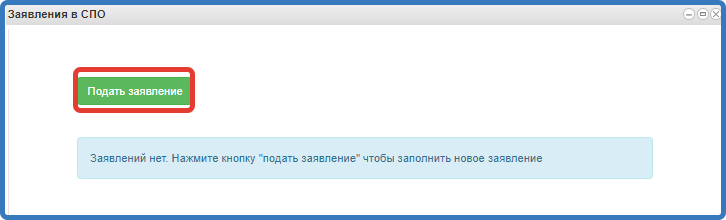 Заявления в СПО
Подать заявление
Заявлений нет. Нажмите кнопку "подать заявление" чтобы заполнить новое заявление